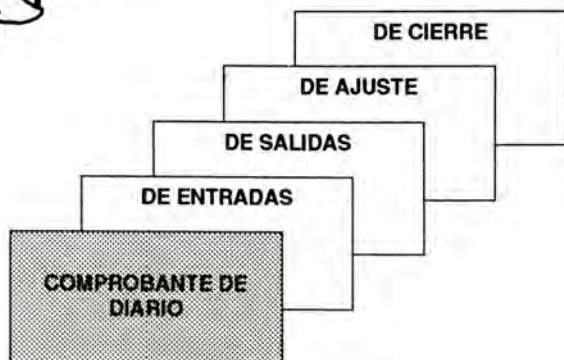 DE CIERRE
DE AJUSTE
DE SALIDAS
DE ENTRADAS
COMPROBANTE DE
DIARIO